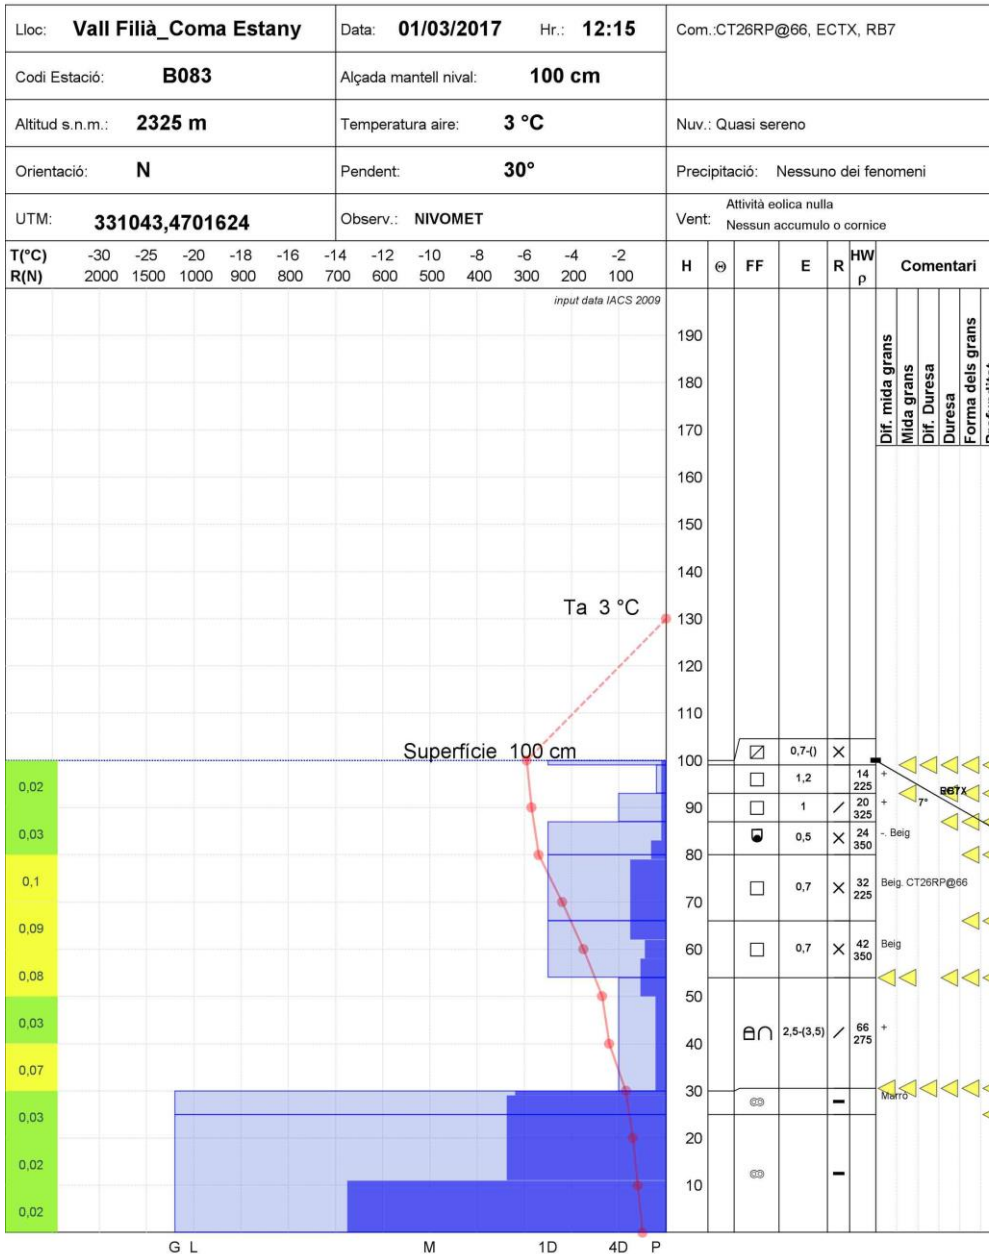 Lloc: Vall Filià_Coma Estany Data: 01/03/2017 Hr.: 12:15 Com.:CT26RP@66, ECTX, RB7
Codi Estació: B083 Alçada mantell nival: 100 cm
Altitud s.n.m.: 2325 m Temperatura aire: 3 °C Nuv.: Quasi sereno
Orientació: N Pendent: 30° Precipitació: Nessuno dei fenomeni
UTM: 331043,4701624 Observ.: NIVOMET Vent: Attività eolica nulla
Nessun accumulo o cornice
T(°C) -30 -25 -20 -18 -16 -14 -12 -10 -8 -6 -4 -2
R(N) 2000 1500 1000 900 800 700 600 500 400 300 200 100
H Θ FF E R HW ρ Comentari
input data IACS 2009
Dif. mida grans
Mida grans
Dif. Duresa
Duresa
Forma dels grans
190
180
170
160
150
140
Ta 3 °C
130
120
110
Superfície 100 cm
100 0,7-()
0,02 1,2 14 225 +
90 1 20 325 + 7°
0,03 0,5 24 350 -. Beig
80
0,1 0,7 32 225 Beig. CT26RP@66
70
0,09
60 0,7 42 350 Beig
0,08
50
0,03 2,5-(3,5) 66 275 +
40
0,07
30
0,03 Marró
20
0,02
10
0,02
G L M 1D 4D P